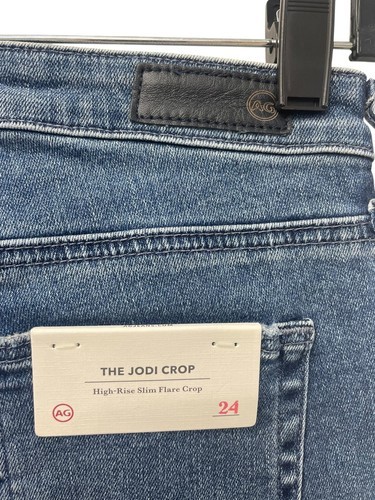 AG
THE JODI CROP
High-Rise Slim Flare Crop
AG
24